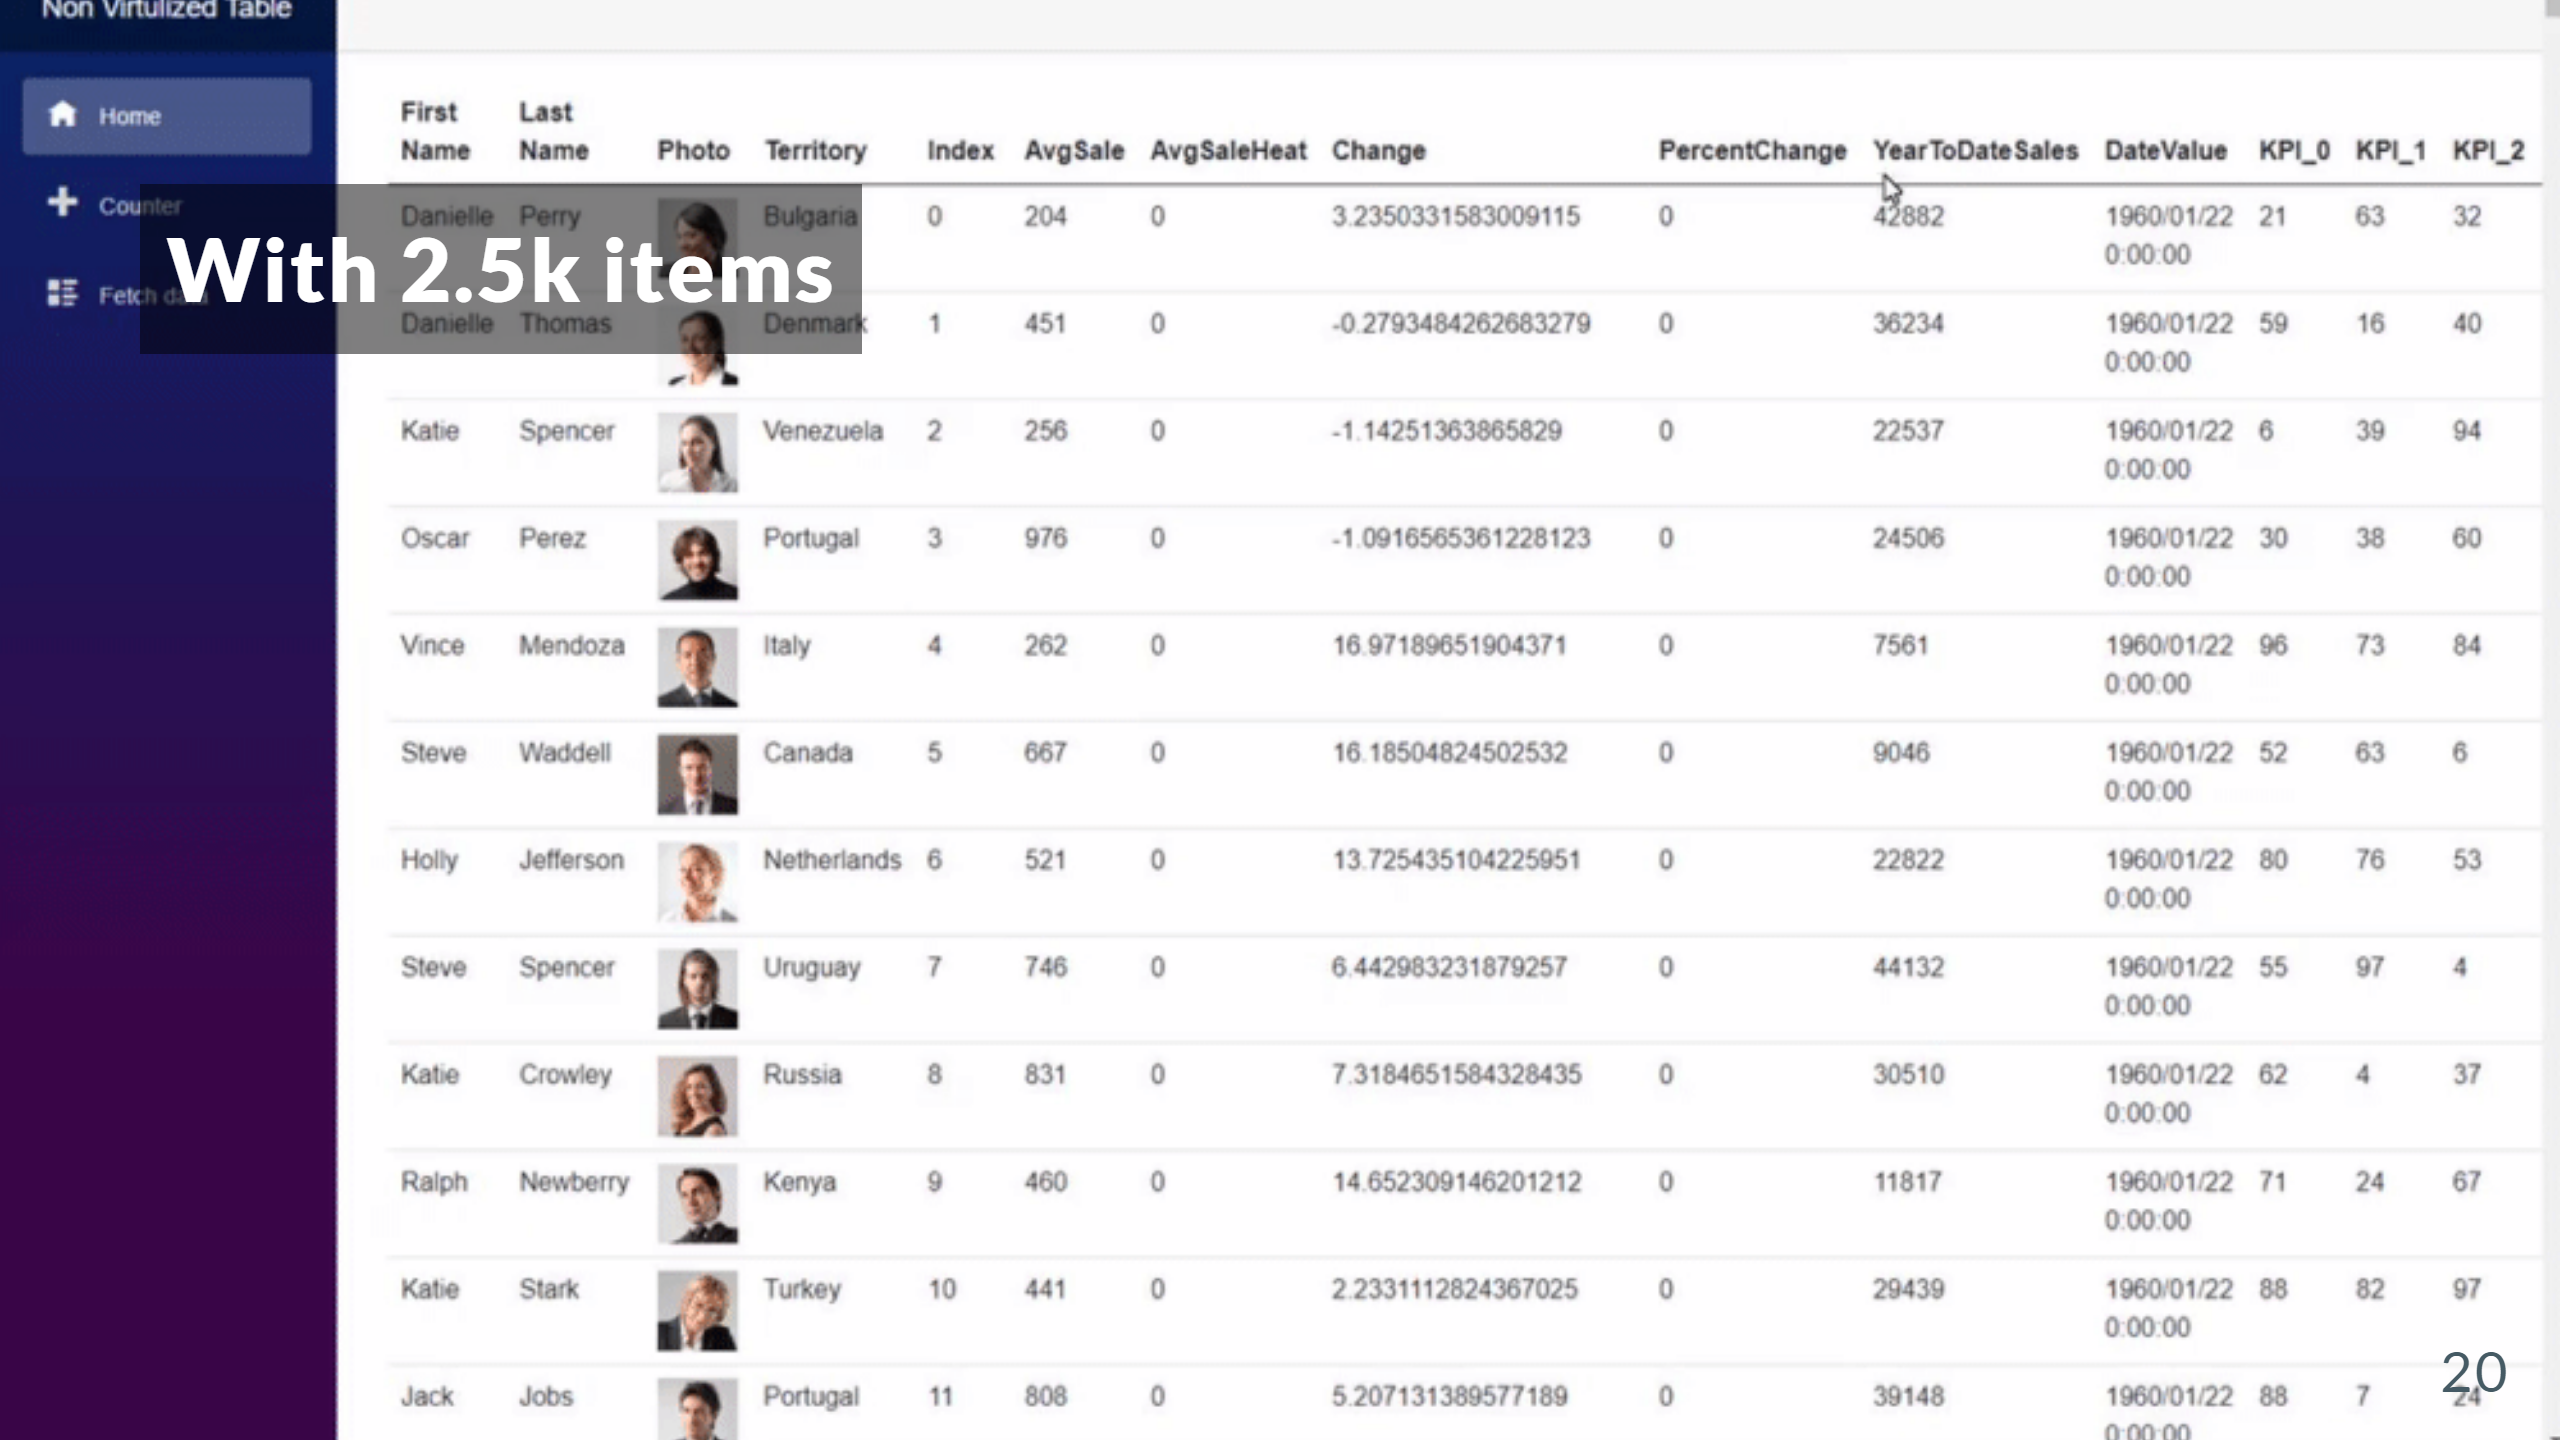 Non Virtulized Table
Home
Counter
Fetch data
With 2.5k items
First Name Last Name Photo Territory Index AvgSale AvgSaleHeat Change PercentChange YearToDateSales DateValue KPI_0 KPI_1 KPI_2
Danielle Perry Bulgaria 0 204 0 3.2350331583009115 0 42882 1960/01/22 0:00:00 21 63 32
Danielle Thomas Denmark 1 451 0 -0.2793484262683279 0 36234 1960/01/22 0:00:00 59 16 40
Katie Spencer Venezuela 2 256 0 -1.14251363865829 0 22537 1960/01/22 0:00:00 6 39 94
Oscar Perez Portugal 3 976 0 -1.0916565361228123 0 24506 1960/01/22 0:00:00 30 38 60
Vince Mendoza Italy 4 262 0 16.97189651904371 0 7561 1960/01/22 0:00:00 96 73 84
Steve Waddell Canada 5 667 0 16.18504824502532 0 9046 1960/01/22 0:00:00 52 63 6
Holly Jefferson Netherlands 6 521 0 13.725435104225951 0 22822 1960/01/22 0:00:00 80 76 53
Steve Spencer Uruguay 7 746 0 6.442983231879257 0 44132 1960/01/22 0:00:00 55 97 4
Katie Crowley Russia 8 831 0 7.3184651584328435 0 30510 1960/01/22 0:00:00 62 4 37
Ralph Newberry Kenya 9 460 0 14.652309146201212 0 11817 1960/01/22 0:00:00 71 24 67
Katie Stark Turkey 10 441 0 2.2331112824367025 0 29439 1960/01/22 0:00:00 88 82 97
Jack Jobs Portugal 11 808 0 5.207131389577189 0 39148 1960/01/22 0:00:00 88 7 24
20